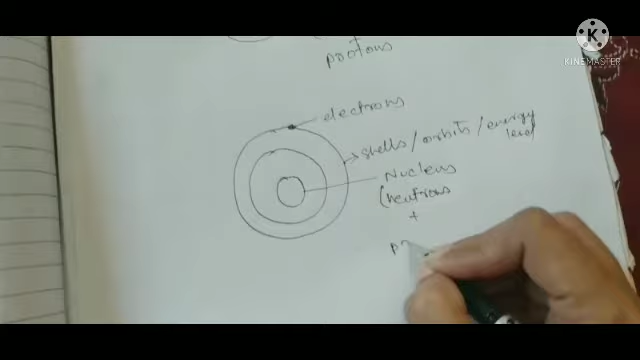 KINEMASTER
protons
electrons
shells / orbits / energy
level
Nucleus
(neutrons
+